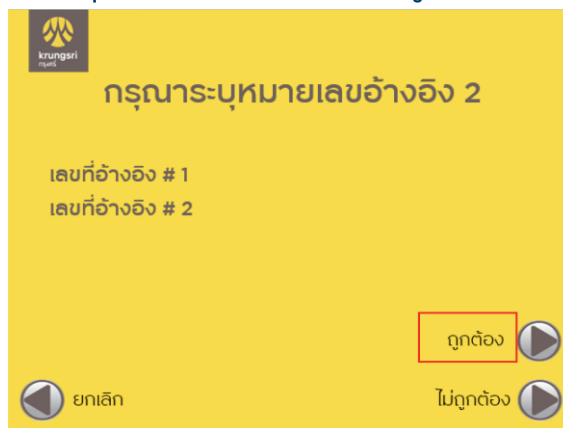 krungsri
กรุงศรี
กรุณาระบุหมายเลขอ้างอิง 2
เลขที่อ้างอิง # 1
เลขที่อ้างอิง # 2
ถูกต้อง
ยกเลิก
ไม่ถูกต้อง